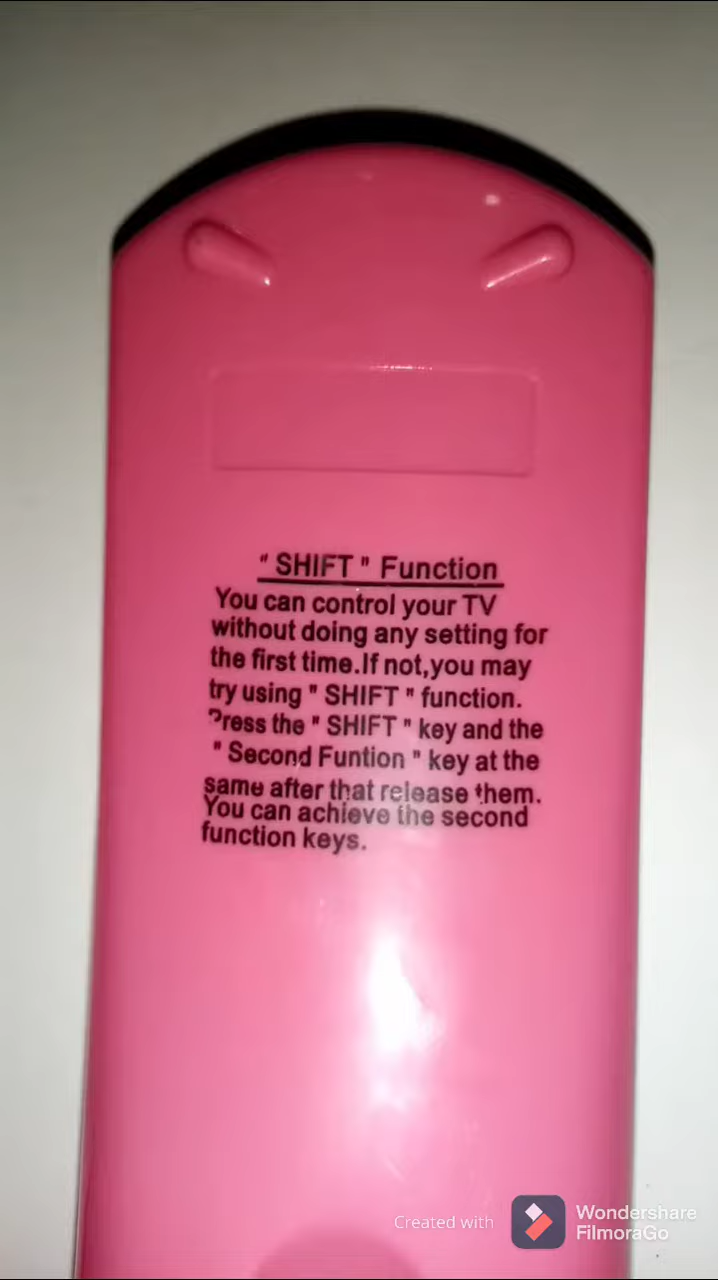 " SHIFT " Function
You can control your TV
without doing any setting for
the first time.If not,you may
try using " SHIFT " function.
Press the " SHIFT " key and the
" Second Funtion " key at the
same after that release them.
You can achieve the second
function keys.
Created with
Wondershare
FilmoraGo